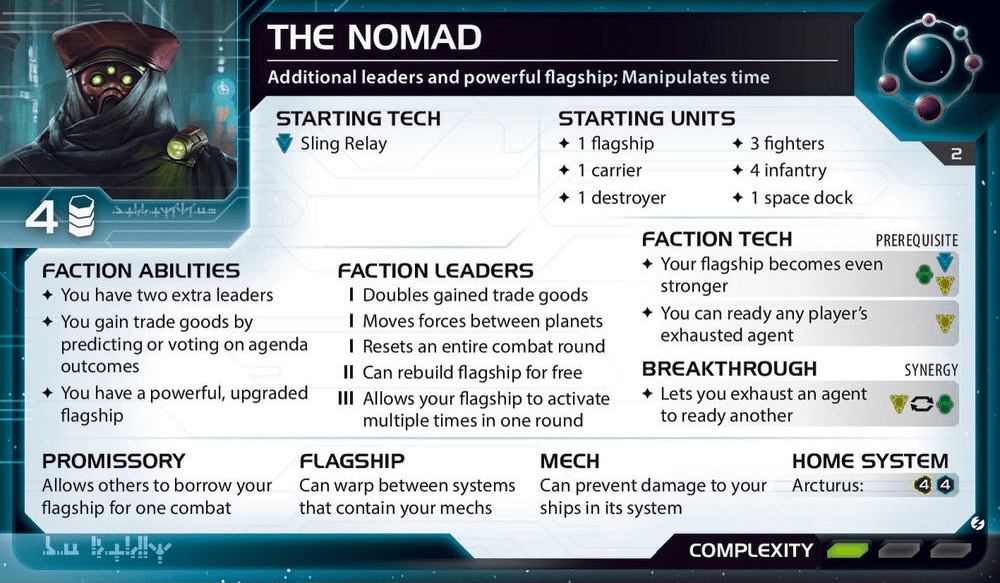 THE NOMAD
Additional leaders and powerful flagship; Manipulates time
2
4
STARTING TECH
Sling Relay
STARTING UNITS
1 flagship
1 carrier
1 destroyer
3 fighters
4 infantry
1 space dock
FACTION ABILITIES
You have two extra leaders
You gain trade goods by
predicting or voting on agenda
outcomes
You have a powerful, upgraded
flagship
FACTION LEADERS
I Doubles gained trade goods
I Moves forces between planets
I Resets an entire combat round
II Can rebuild flagship for free
III Allows your flagship to activate
multiple times in one round
FACTION TECH
PREREQUISITE
Your flagship becomes even
stronger
You can ready any player's
exhausted agent
BREAKTHROUGH
SYNERGY
Lets you exhaust an agent
to ready another
PROMISSORY
Allows others to borrow your
flagship for one combat
FLAGSHIP
Can warp between systems
that contain your mechs
MECH
Can prevent damage to your
ships in its system
HOME SYSTEM
Arcturus: 4 4
COMPLEXITY